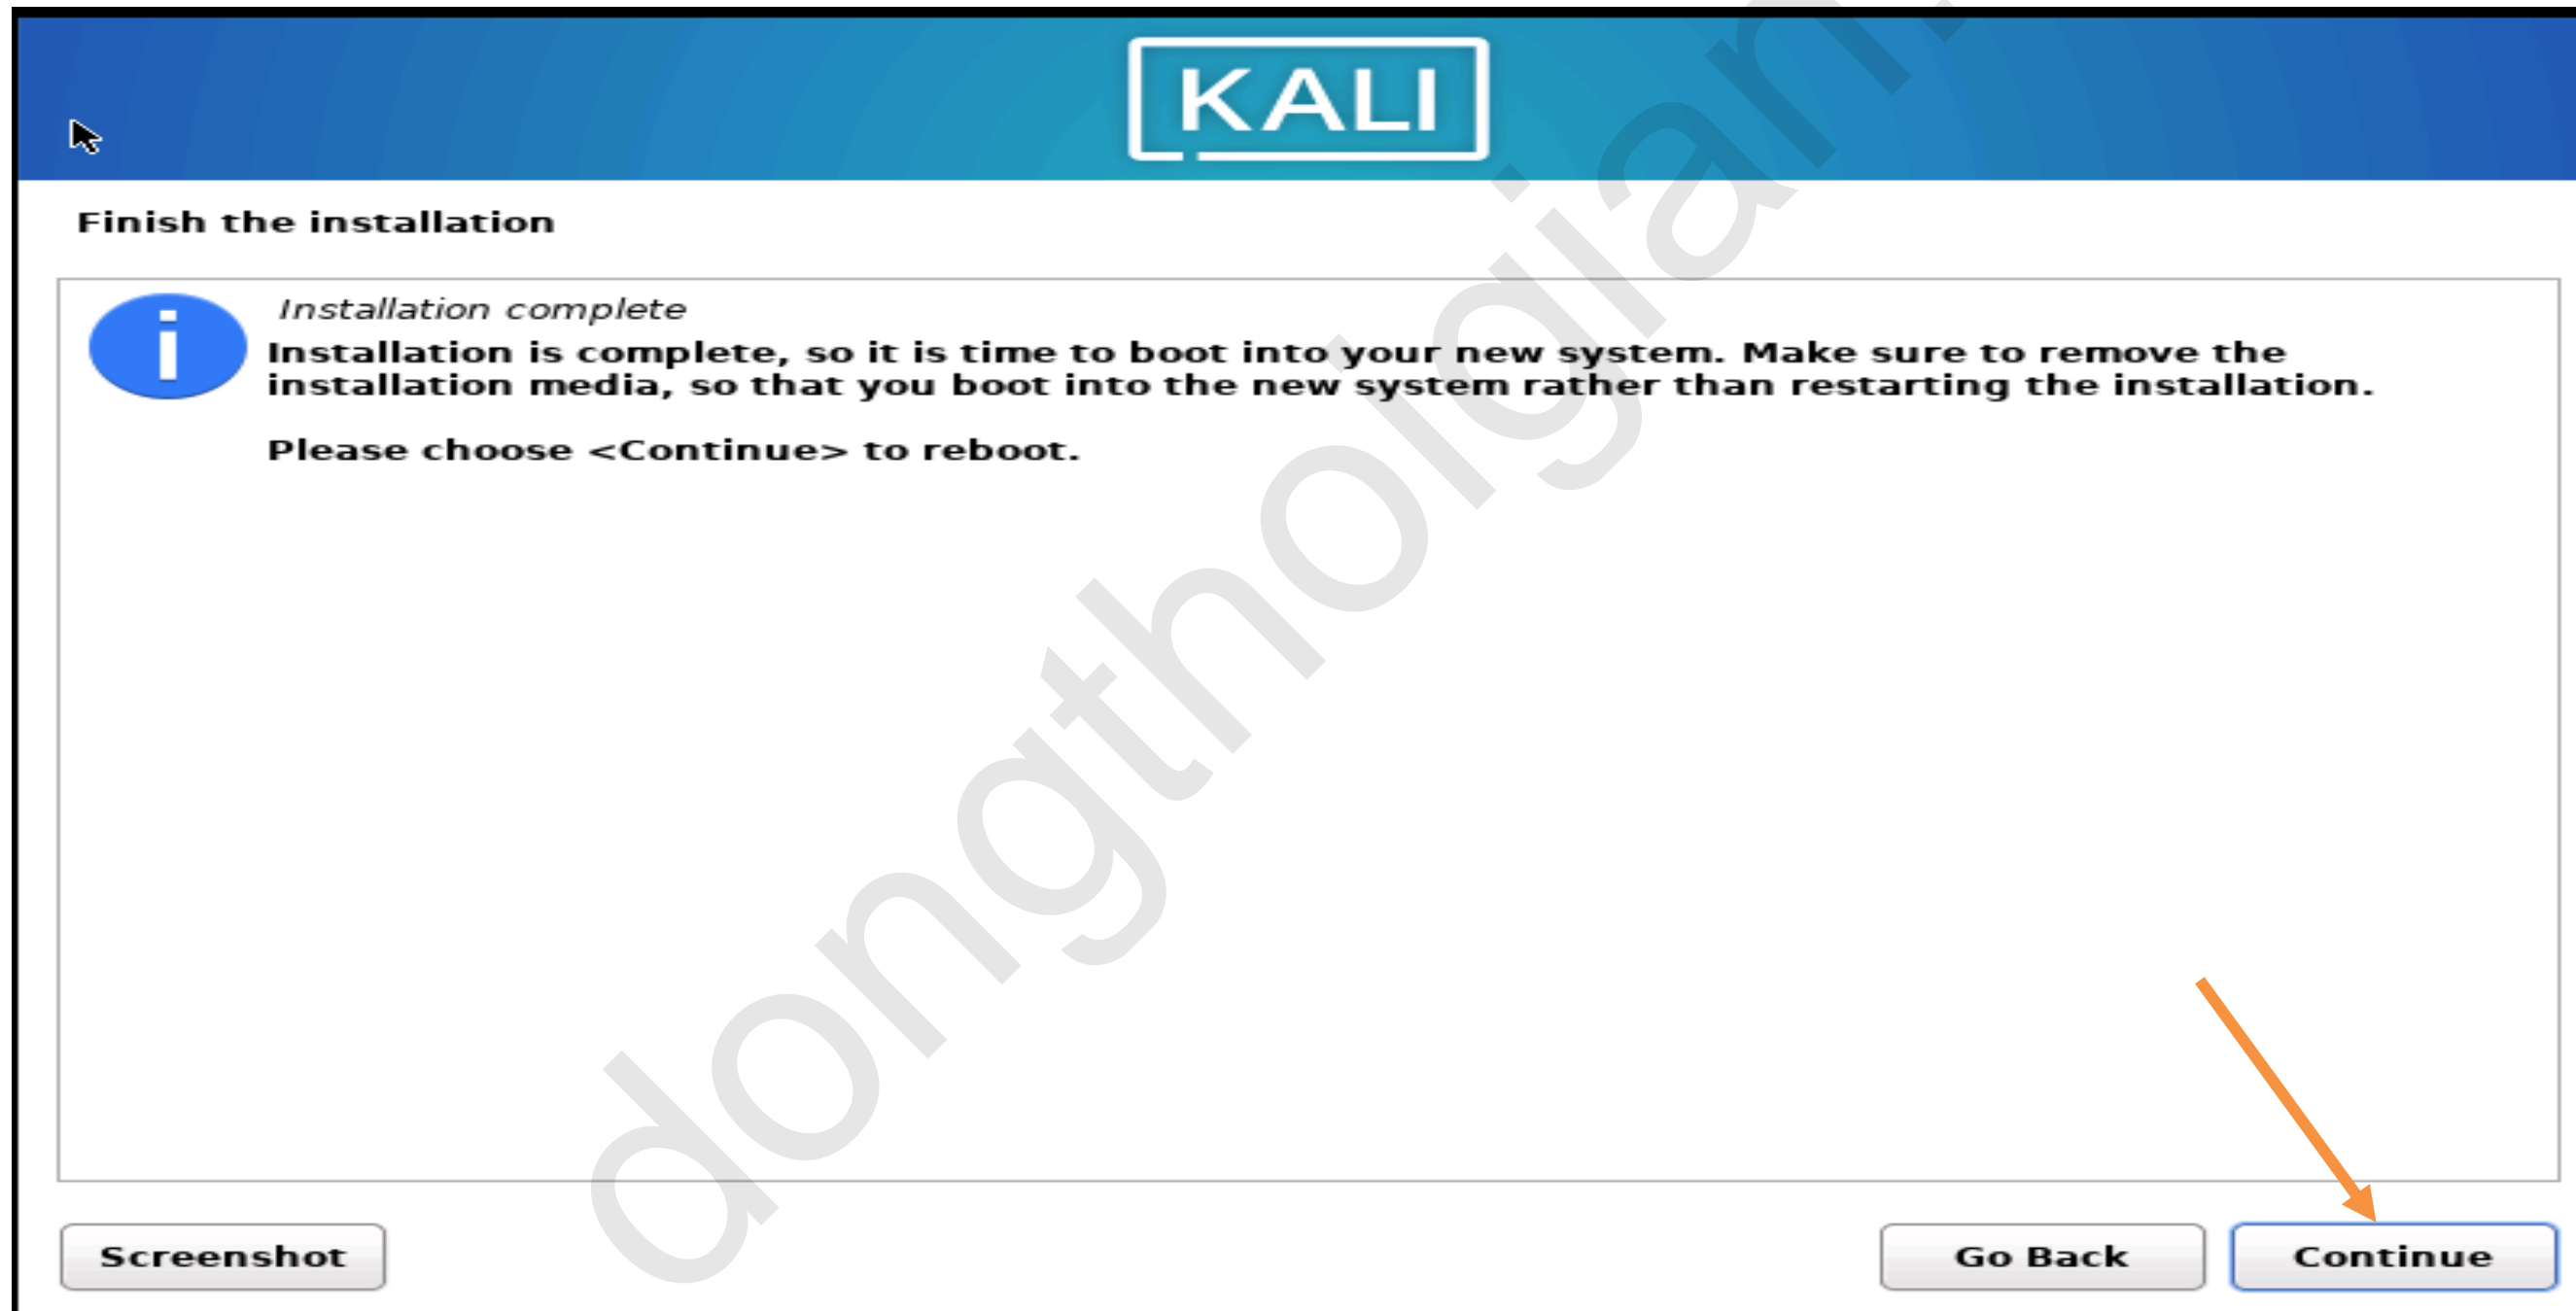 KALI
Finish the installation
Installation complete
Installation is complete, so it is time to boot into your new system. Make sure to remove the
installation media, so that you boot into the new system rather than restarting the installation.
Please choose <Continue> to reboot.
Screenshot
Go Back
Continue